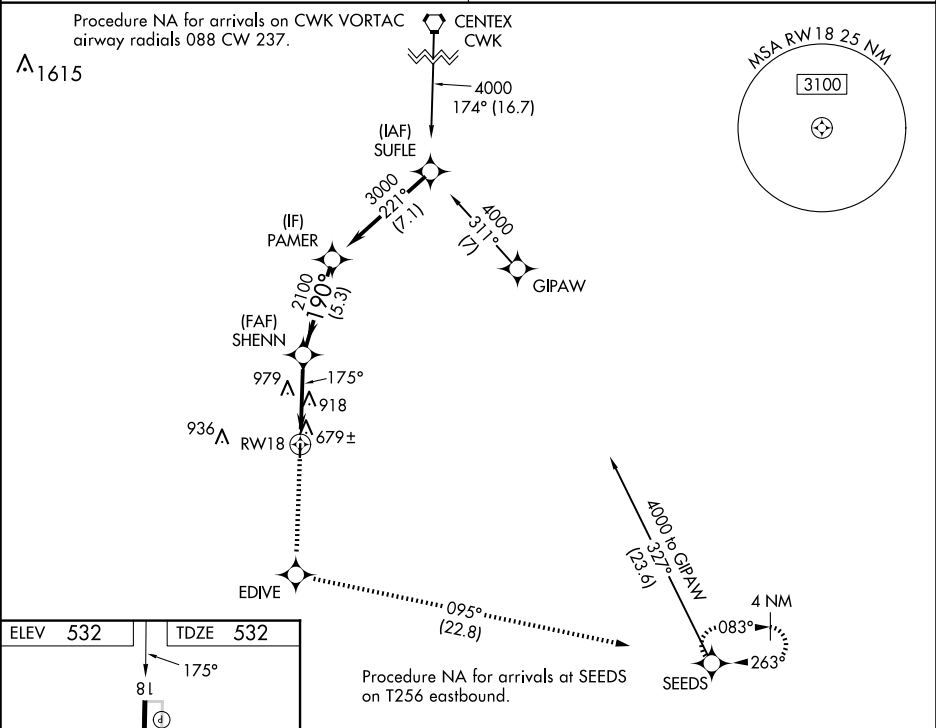 Procedure NA for arrivals on CWK VORTAC
airway radials 088 CW 237.
1615
CENTEX
CWK
4000
174° (16.7)
MSA RW18 25 NM
3100
(IAF)
SUFLE
3000
221°
(7.1)
4000
311°
(7)
GIPAW
(IF)
PAMER
2100
190°
(5.3)
(FAF)
SHENN
979
175°
918
936
RW18
679±
EDIVE
095°
(22.8)
4000 to GIPAW
327°
(23.6)
4 NM
083°
263°
SEEDS
Procedure NA for arrivals at SEEDS
on T256 eastbound.
ELEV 532
TDZE 532
175°
18
P